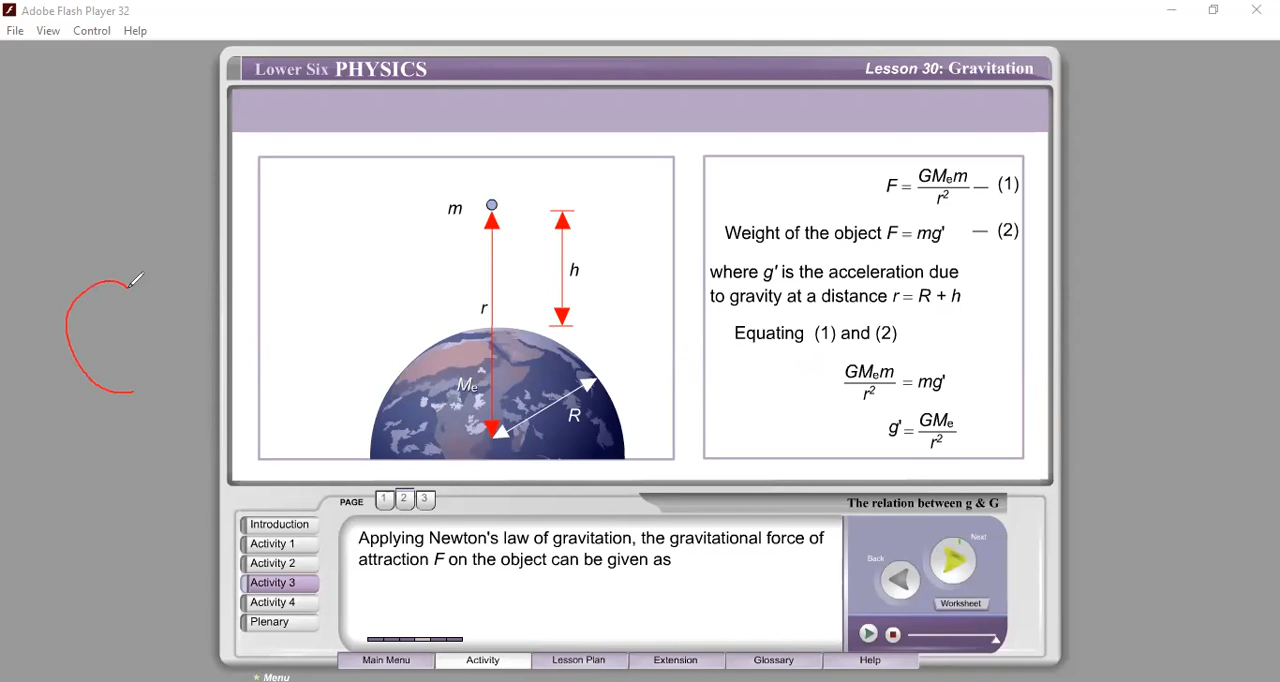 Adobe Flash Player 32
File View Control Help
Lower Six PHYSICS
Lesson 30: Gravitation
m
h
r
Me
R
F = GMem/r² — (1)
Weight of the object F = mg' — (2)
where g' is the acceleration due
to gravity at a distance r = R + h
Equating (1) and (2)
GMem/r² = mg'
g' = GMe/r²
PAGE 1 2 3
The relation between g & G
Introduction
Activity 1
Activity 2
Activity 3
Activity 4
Plenary
Applying Newton's law of gravitation, the gravitational force of
attraction F on the object can be given as
Back
Next
Worksheet
Main Menu Activity Lesson Plan Extension Glossary Help
Menu